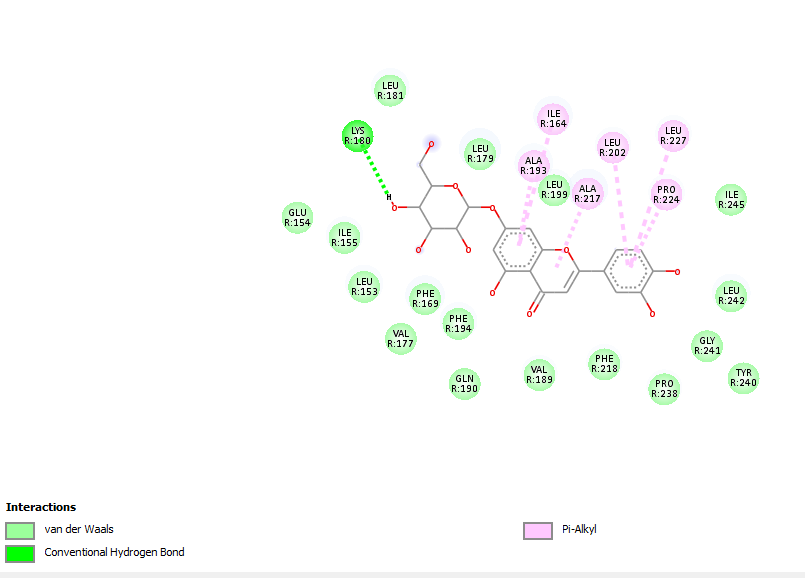 LEU
R:181
LYS
R:180
ILE
R:164
LEU
R:227
LEU
R:202
LEU
R:179
ALA
R:193
LEU
R:199
ALA
R:217
PRO
R:224
ILE
R:245
O
H
O
O
O
O
O
O
O
O
O
O
O
GLU
R:154
ILE
R:155
LEU
R:153
PHE
R:169
PHE
R:194
VAL
R:177
GLN
R:190
VAL
R:189
PHE
R:218
PRO
R:238
LEU
R:242
GLY
R:241
TYR
R:240
Interactions
van der Waals
Conventional Hydrogen Bond
Pi-Alkyl